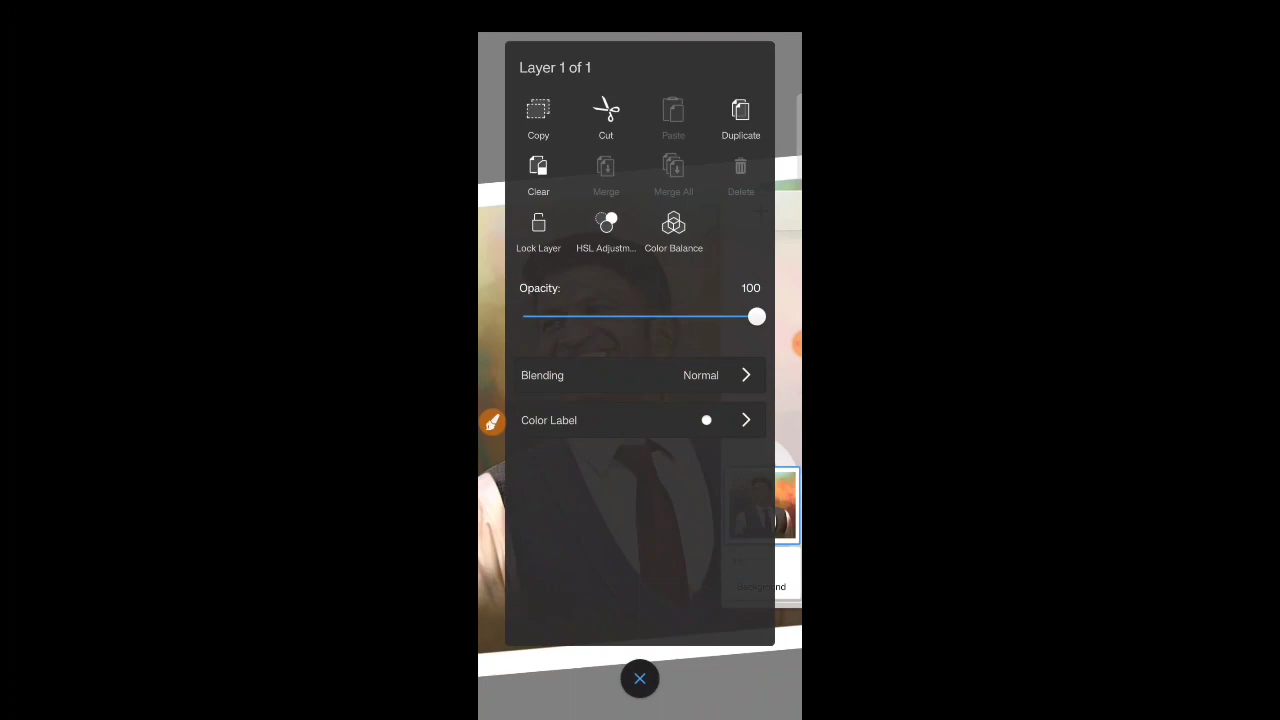 Layer 1 of 1
Copy Cut Paste Duplicate
Clear Merge Merge All Delete
Lock Layer HSL Adjustm... Color Balance
Opacity: 100
Blending Normal
Color Label
Background